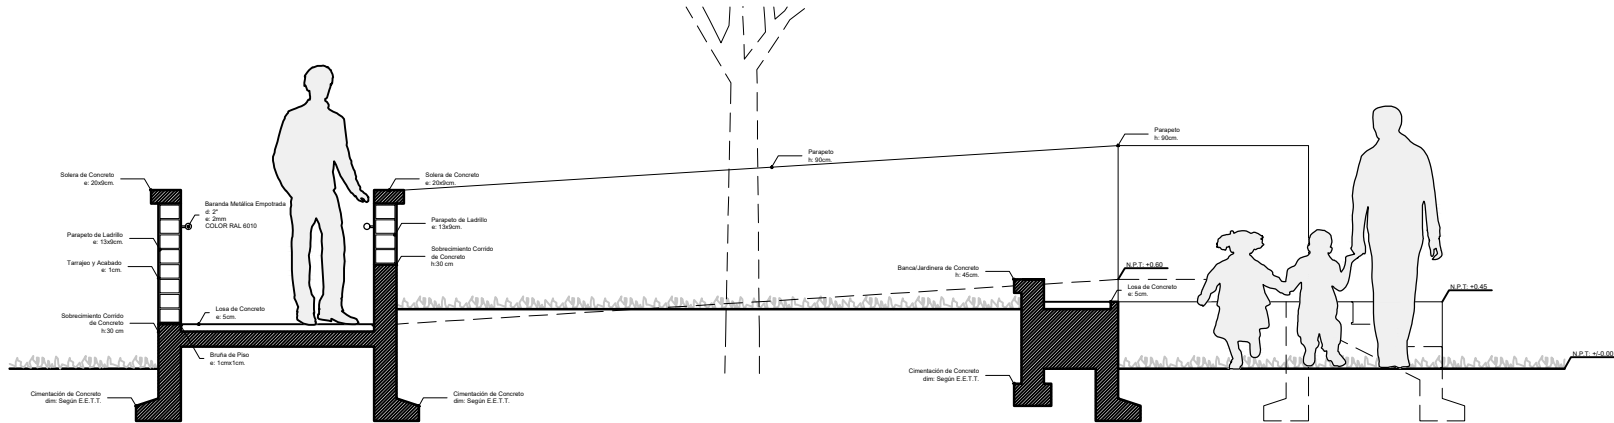 Solera de Concreto
e: 20x9cm.
Baranda Metálica Empotrada
d: 2"
e: 2mm
COLOR RAL 6010
Parapeto de Ladrillo
e: 13x9cm.
Tarrajeo y Acabado
e: 1cm.
Losa de Concreto
e: 5cm.
Sobrecimiento Corrido
de Concreto
h:30 cm
Bruña de Piso
e: 1cmx1cm.
Cimentación de Concreto
dim: Según E.E.T.T.
Solera de Concreto
e: 20x9cm.
Parapeto de Ladrillo
e: 13x9cm.
Sobrecimiento Corrido
de Concreto
h:30 cm
Cimentación de Concreto
dim: Según E.E.T.T.
Parapeto
h: 90cm.
Banca/Jardinera de Concreto
h: 45cm.
Cimentación de Concreto
dim: Según E.E.T.T.
Parapeto
h: 90cm.
N.P.T: +0.60
Losa de Concreto
e: 5cm.
N.P.T: +0.45
N.P.T: +/-0.00